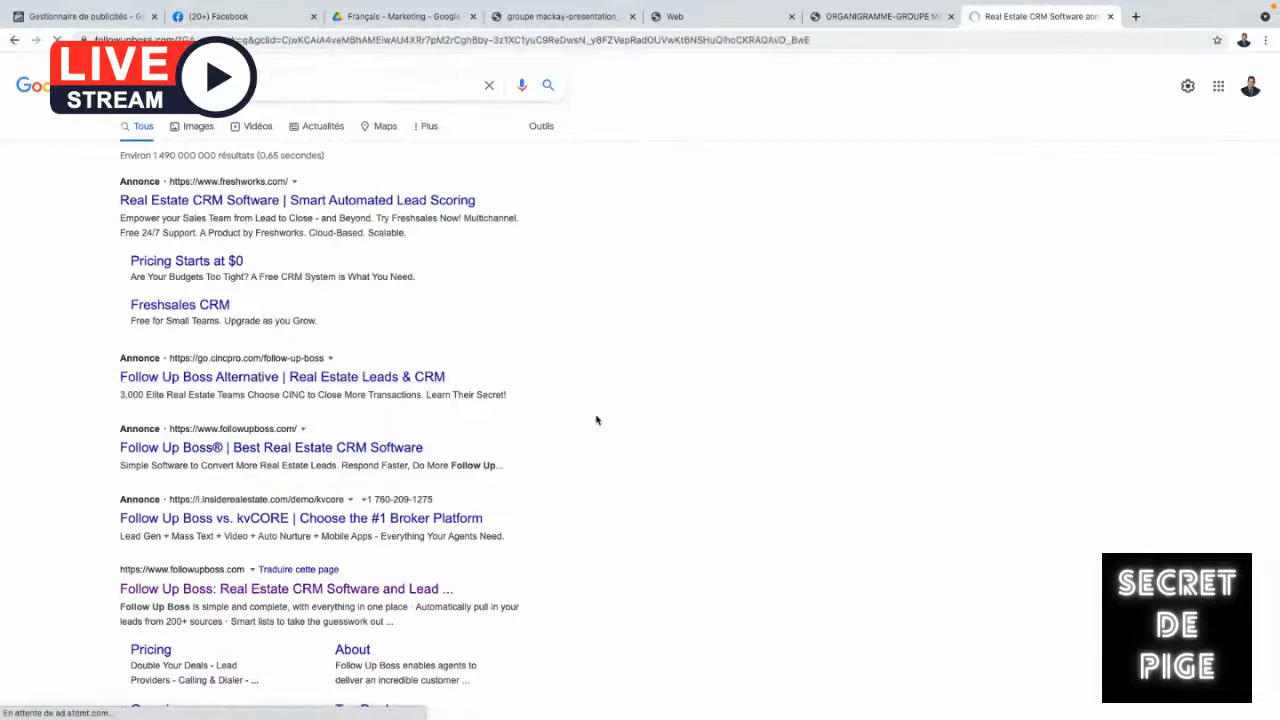 Gestionnaire de publicités - G
(20+) Facebook
Français - Marketing - Google
groupe mackay-presentation_
Web
ORGANIGRAMME-GROUPE M
Real Estate CRM Software and
LIVE
STREAM
Tous
Images
Vidéos
Actualités
Maps
Plus
Outils
Environ 1 490 000 000 résultats (0,65 secondes)
Annonce · https://www.freshworks.com/
Real Estate CRM Software | Smart Automated Lead Scoring
Empower your Sales Team from Lead to Close - and Beyond. Try Freshsales Now! Multichannel.
Free 24/7 Support. A Product by Freshworks. Cloud-Based. Scalable.
Pricing Starts at $0
Are Your Budgets Too Tight? A Free CRM System is What You Need.
Freshsales CRM
Free for Small Teams. Upgrade as you Grow.
Annonce · https://go.cincpro.com/follow-up-boss
Follow Up Boss Alternative | Real Estate Leads & CRM
3,000 Elite Real Estate Teams Choose CINC to Close More Transactions. Learn Their Secret!
Annonce · https://www.followupboss.com/
Follow Up Boss® | Best Real Estate CRM Software
Simple Software to Convert More Real Estate Leads. Respond Faster, Do More Follow Up...
Annonce · https://i.insiderealestate.com/demo/kvcore +1 760-209-1275
Follow Up Boss vs. kvCORE | Choose the #1 Broker Platform
Lead Gen + Mass Text + Video + Auto Nurture + Mobile Apps - Everything Your Agents Need.
https://www.followupboss.com Traduire cette page
Follow Up Boss: Real Estate CRM Software and Lead ...
Follow Up Boss is simple and complete, with everything in one place · Automatically pull in your
leads from 200+ sources · Smart lists to take the guesswork out ...
Pricing
Double Your Deals - Lead
Providers - Calling & Dialer - ...
About
Follow Up Boss enables agents to
deliver an incredible customer ...
En attente de ad.atdmt.com...
SECRET
DE
PIGE